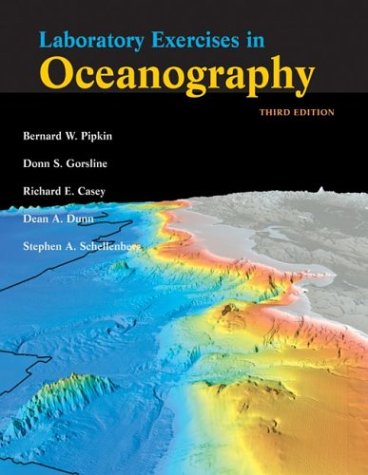 Laboratory Exercises in
Oceanography
THIRD EDITION
Bernard W. Pipkin
Donn S. Gorsline
Richard E. Casey
Dean A. Dunn
Stephen A. Schellenberg